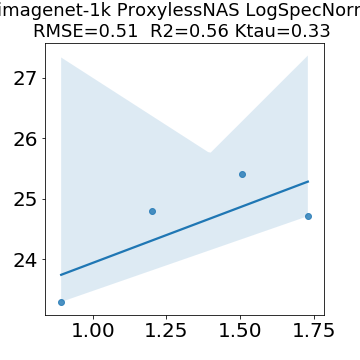 imagenet-1k ProxylessNAS LogSpecNorm
RMSE=0.51 R2=0.56 Ktau=0.33
27
26
25
24
1.00 1.25 1.50 1.75